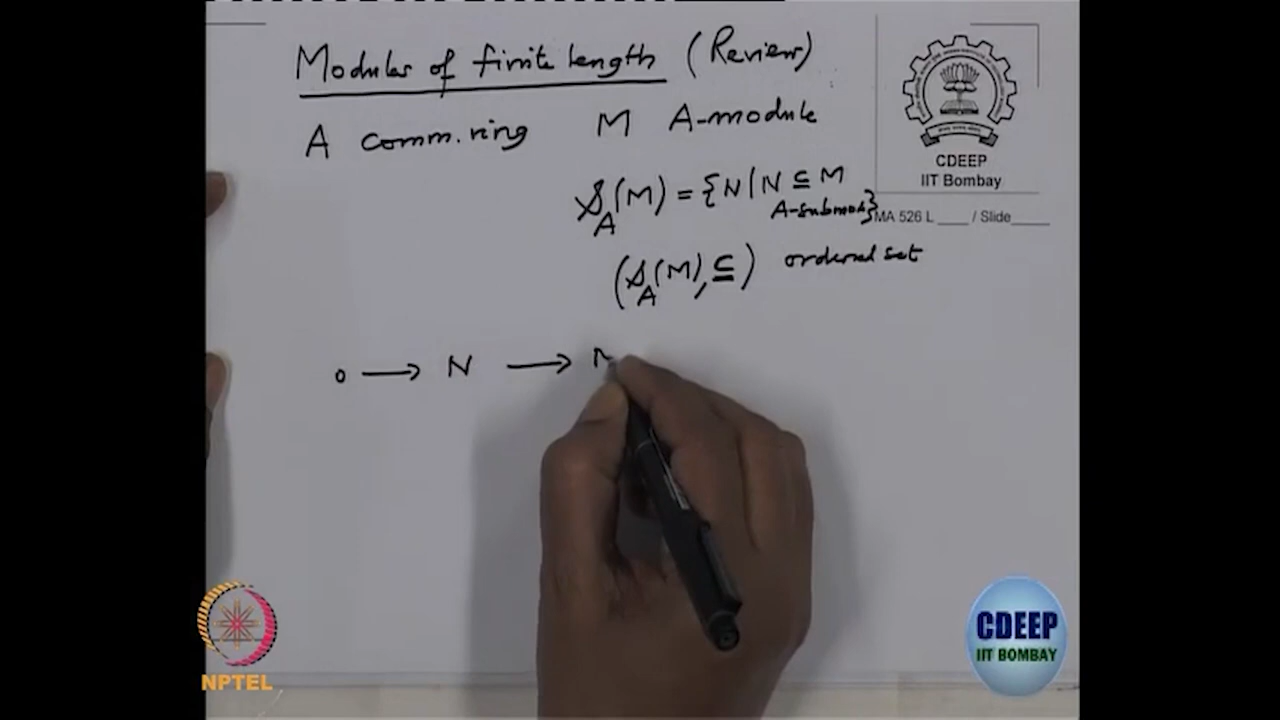 Modules of finite length (Review)
A comm. ring M A-module
S_A(M) = {N | N ⊆ M
A-submod}
(S_A(M), ⊆) ordered set
0 → N → M
CDEEP
IIT Bombay
MA 526 L ____ / Slide____
NPTEL
CDEEP
IIT BOMBAY